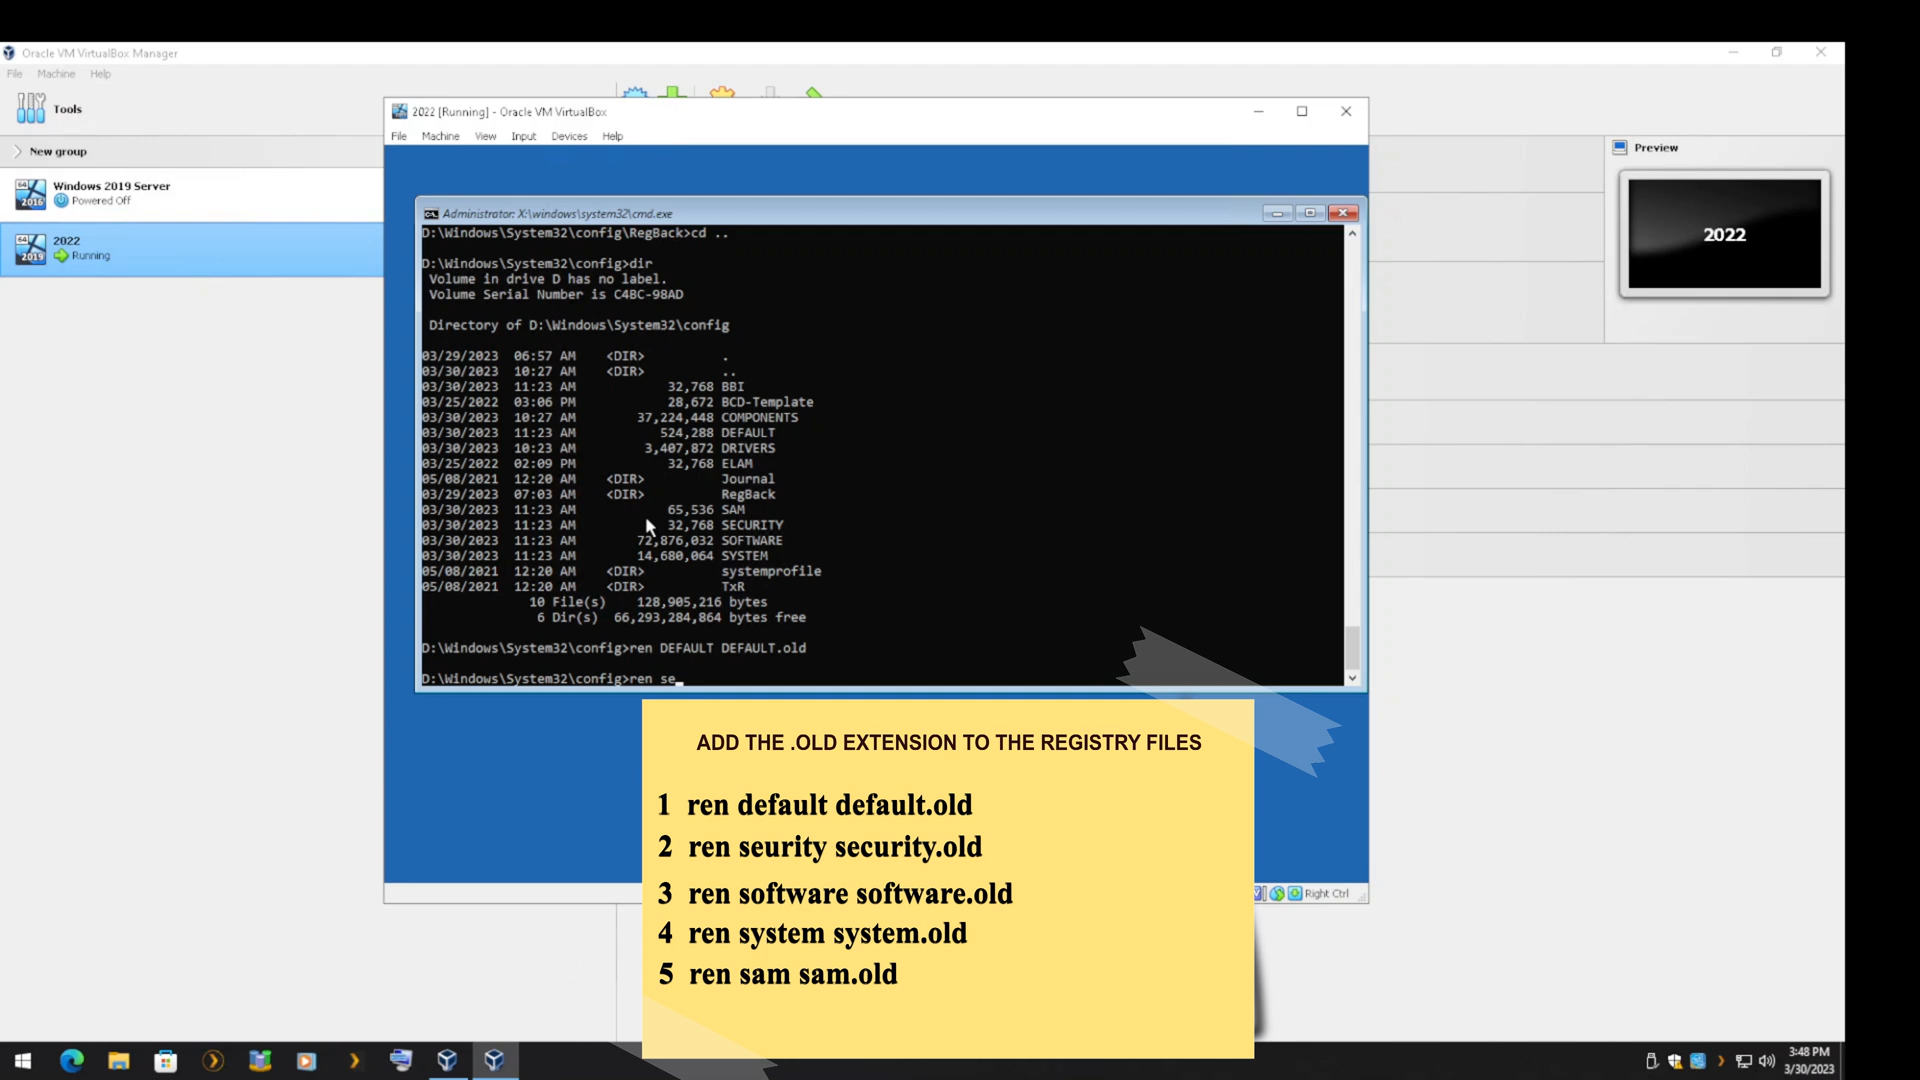 Oracle VM VirtualBox Manager
File Machine Help
Tools
New group
64 2016 Windows 2019 Server
Powered Off
64 2019 2022
Running
2022 [Running] - Oracle VM VirtualBox
File Machine View Input Devices Help
Preview
2022
Administrator: X:\windows\system32\cmd.exe
D:\Windows\System32\config\RegBack>cd ..
D:\Windows\System32\config>dir
Volume in drive D has no label.
Volume Serial Number is C4BC-98AD
Directory of D:\Windows\System32\config
03/29/2023 06:57 AM <DIR> .
03/30/2023 10:27 AM <DIR> ..
03/30/2023 11:23 AM 32,768 BBI
03/25/2022 03:06 PM 28,672 BCD-Template
03/30/2023 10:27 AM 37,224,448 COMPONENTS
03/30/2023 11:23 AM 524,288 DEFAULT
03/30/2023 10:23 AM 3,407,872 DRIVERS
03/25/2022 02:09 PM 32,768 ELAM
05/08/2021 12:20 AM <DIR> Journal
03/29/2023 07:03 AM <DIR> RegBack
03/30/2023 11:23 AM 65,536 SAM
03/30/2023 11:23 AM 32,768 SECURITY
03/30/2023 11:23 AM 72,876,032 SOFTWARE
03/30/2023 11:23 AM 14,680,064 SYSTEM
05/08/2021 12:20 AM <DIR> systemprofile
05/08/2021 12:20 AM <DIR> TxR
10 File(s) 128,905,216 bytes
6 Dir(s) 66,293,284,864 bytes free
D:\Windows\System32\config>ren DEFAULT DEFAULT.old
D:\Windows\System32\config>ren se_
ADD THE .OLD EXTENSION TO THE REGISTRY FILES
1 ren default default.old
2 ren seurity security.old
3 ren software software.old
4 ren system system.old
5 ren sam sam.old
Right Ctrl
3:48 PM
3/30/2023